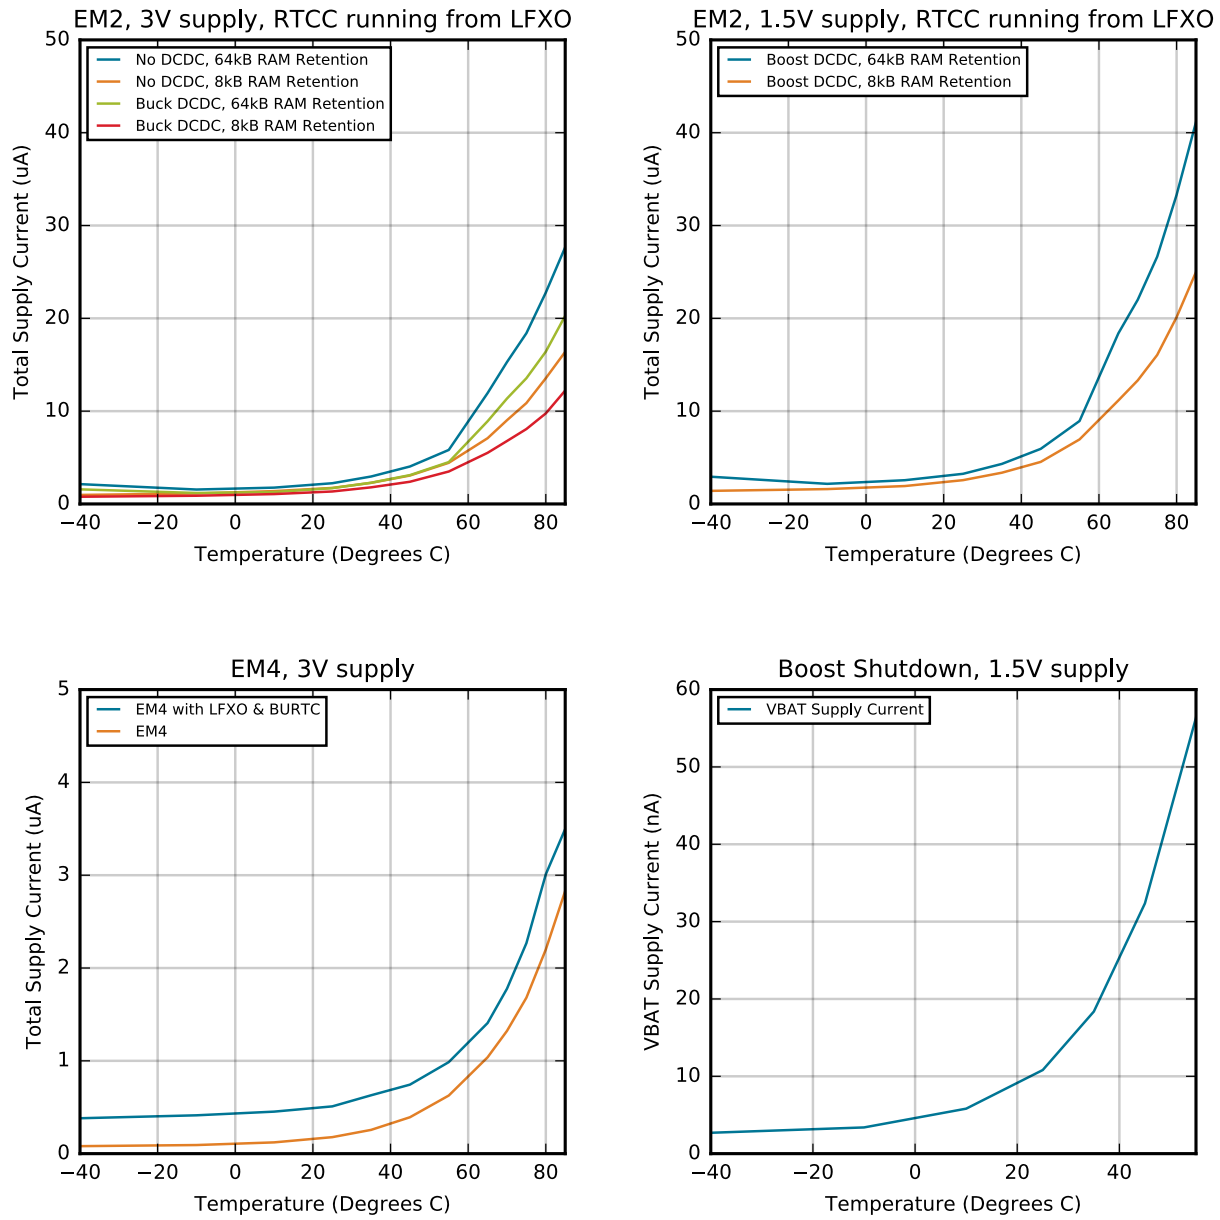 EM2, 3V supply, RTCC running from LFXO
No DCDC, 64kB RAM Retention
No DCDC, 8kB RAM Retention
Buck DCDC, 64kB RAM Retention
Buck DCDC, 8kB RAM Retention
Total Supply Current (uA)
50
40
30
20
10
0
−40 −20 0 20 40 60 80
Temperature (Degrees C)
EM2, 1.5V supply, RTCC running from LFXO
Boost DCDC, 64kB RAM Retention
Boost DCDC, 8kB RAM Retention
Total Supply Current (uA)
50
40
30
20
10
0
−40 −20 0 20 40 60 80
Temperature (Degrees C)
EM4, 3V supply
EM4 with LFXO & BURTC
EM4
Total Supply Current (uA)
5
4
3
2
1
0
−40 −20 0 20 40 60 80
Temperature (Degrees C)
Boost Shutdown, 1.5V supply
VBAT Supply Current
VBAT Supply Current (nA)
60
50
40
30
20
10
0
−40 −20 0 20 40
Temperature (Degrees C)